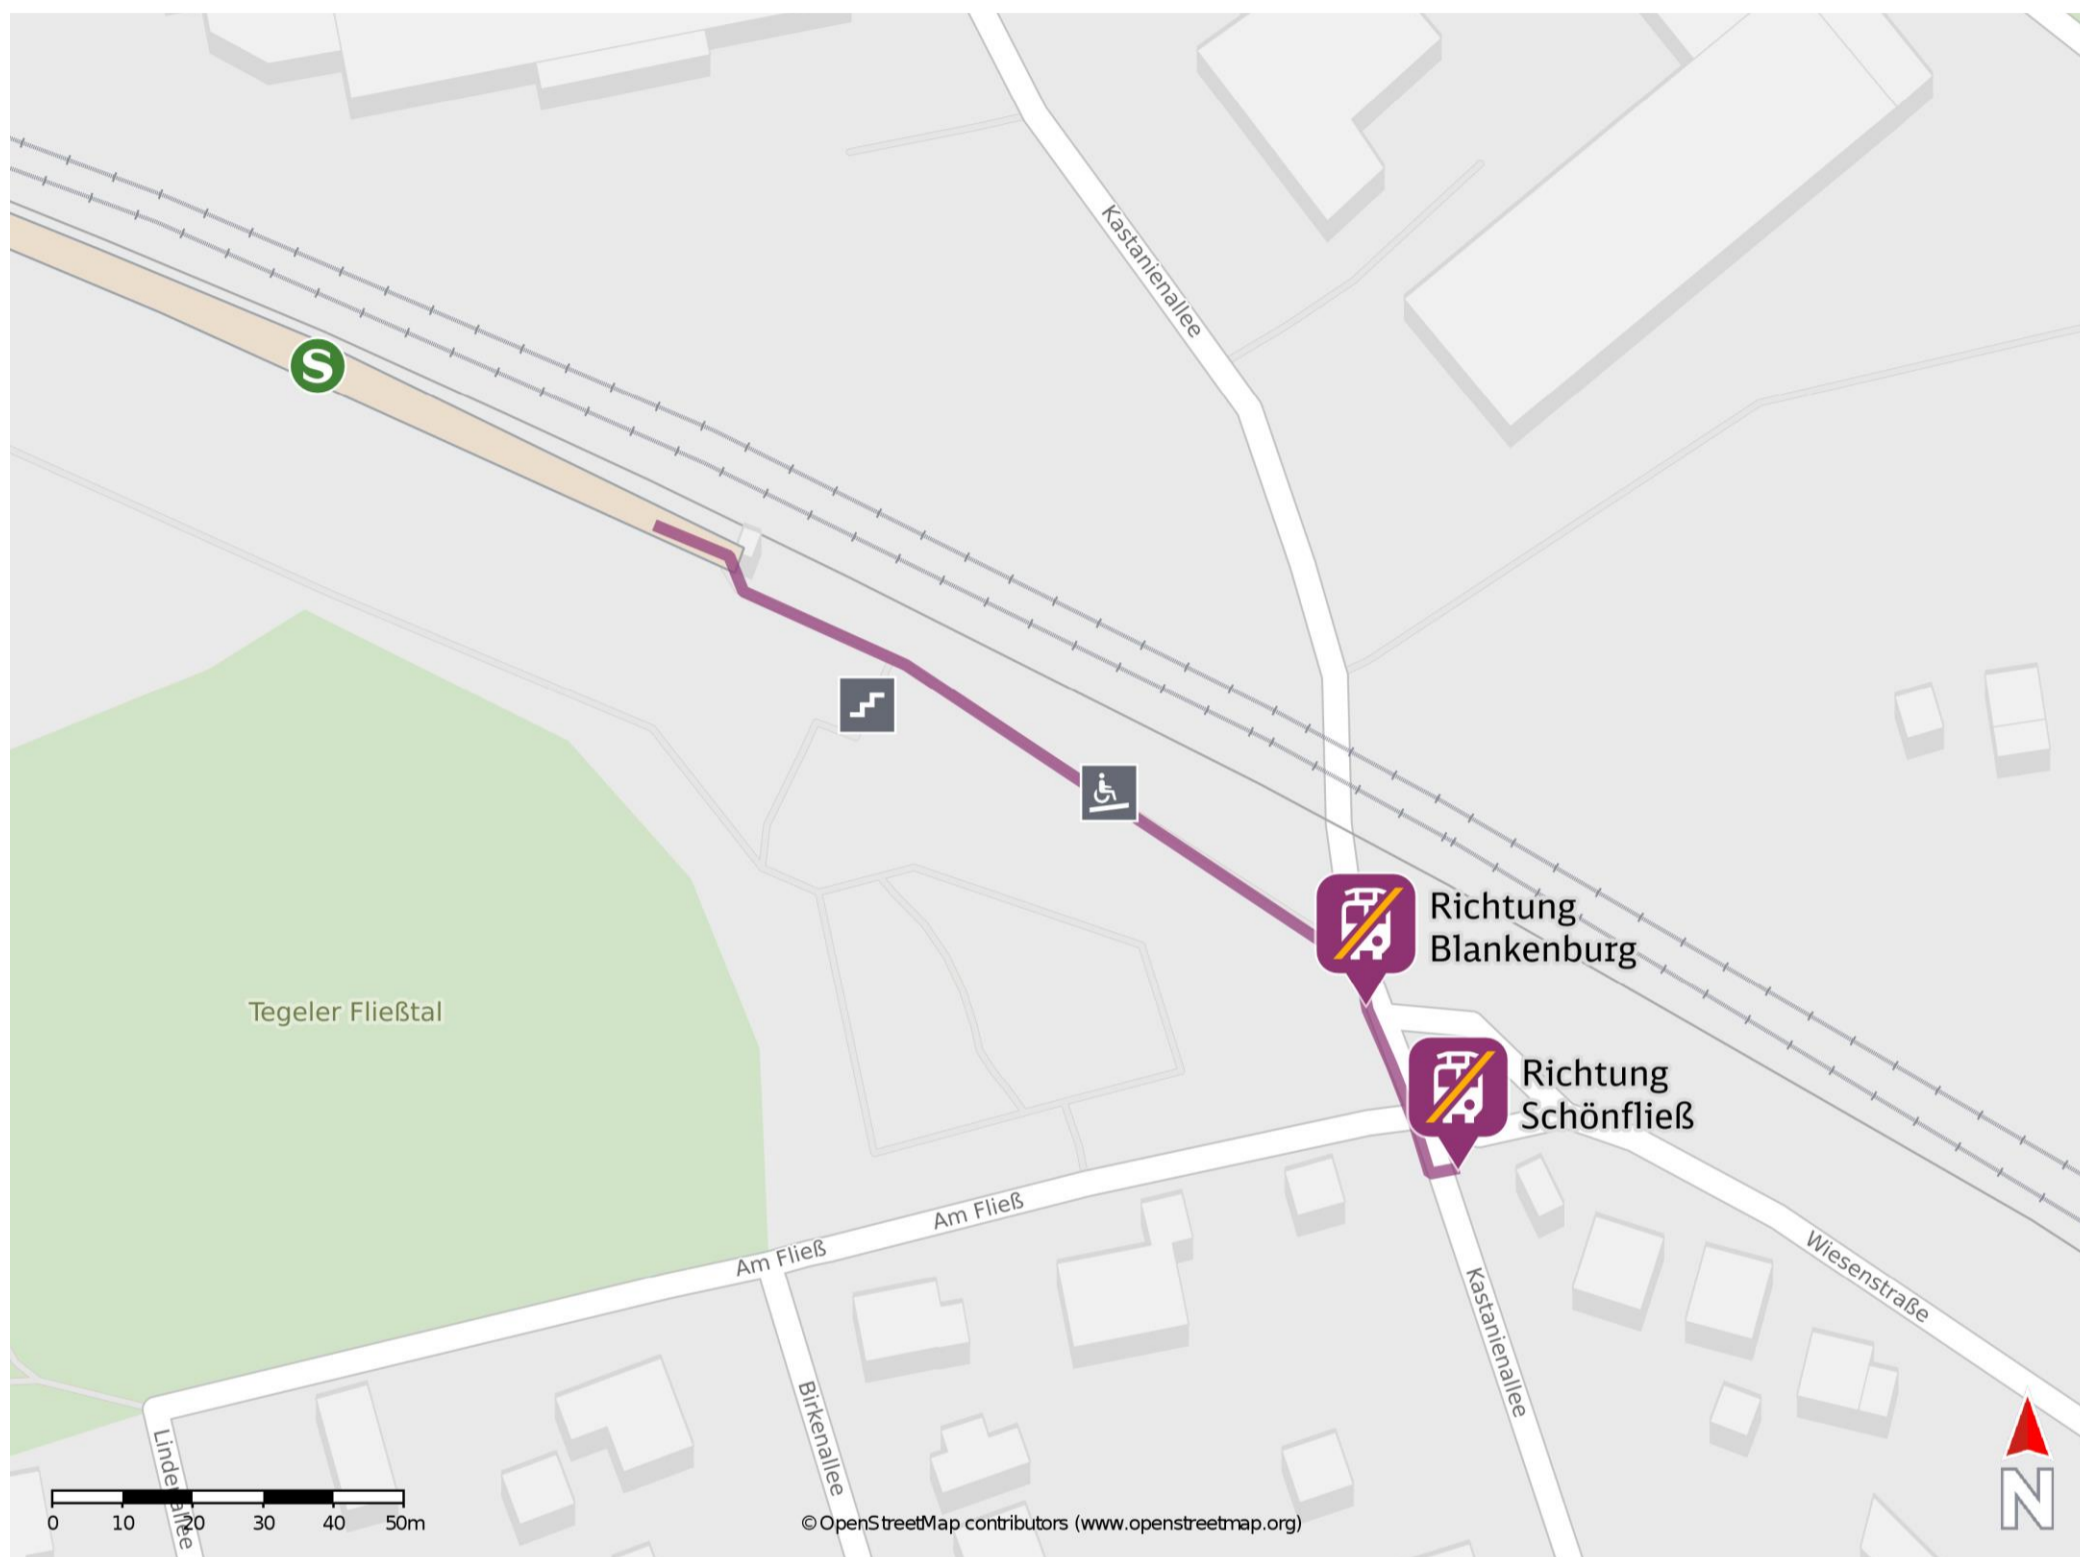 Kastanienallee
S
Richtung
Blankenburg
Tegeler Fließtal
Richtung
Schönfließ
Am Fließ
Am Fließ
Wiesenstraße
Kastanienallee
Birkenallee
Lindenallee
0 10 20 30 40 50m
© OpenStreetMap contributors (www.openstreetmap.org)
N